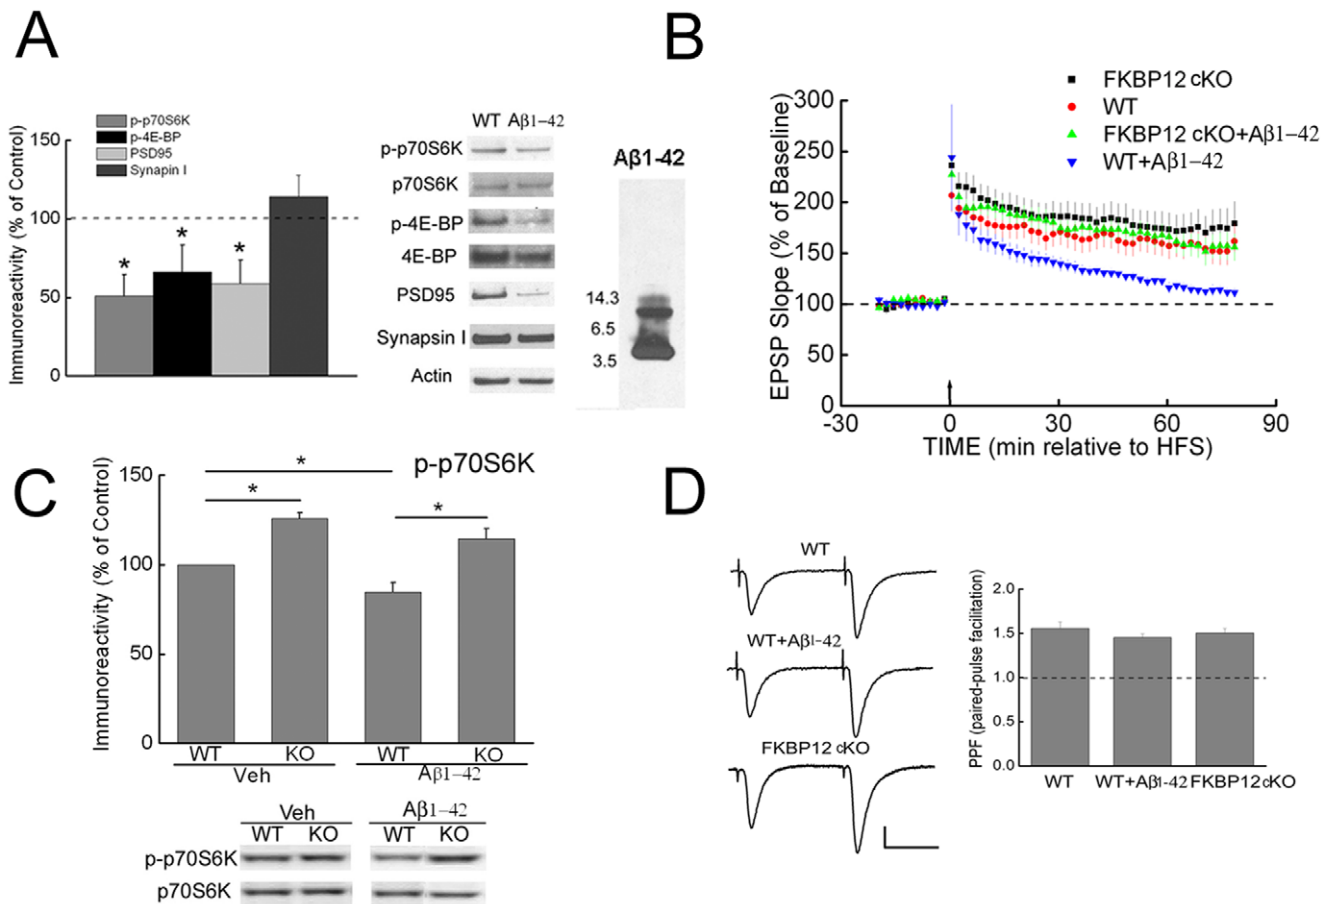 A
p-p70S6K
p-4E-BP
PSD95
Synapin I
Immunoreactivity (% of Control)
150
100
50
0
*
*
*
WT Aβ1–42
p-p70S6K
p70S6K
p-4E-BP
4E-BP
PSD95
Synapsin I
Actin
Aβ1-42
14.3
6.5
3.5
B
FKBP12 cKO
WT
FKBP12 cKO+Aβ1–42
WT+Aβ1–42
EPSP Slope (% of Baseline)
300
250
200
150
100
50
0
-30 0 30 60 90
TIME (min relative to HFS)
C
p-p70S6K
Immunoreactivity (% of Control)
150
100
50
0
*
*
*
WT KO WT KO
Veh Aβ1–42
Veh Aβ1–42
WT KO WT KO
p-p70S6K
p70S6K
D
WT
WT+Aβ1–42
FKBP12 cKO
PPF (paired-pulse facilitation)
2.0
1.5
1.0
0.5
0.0
WT WT+Aβ1-42 FKBP12cKO